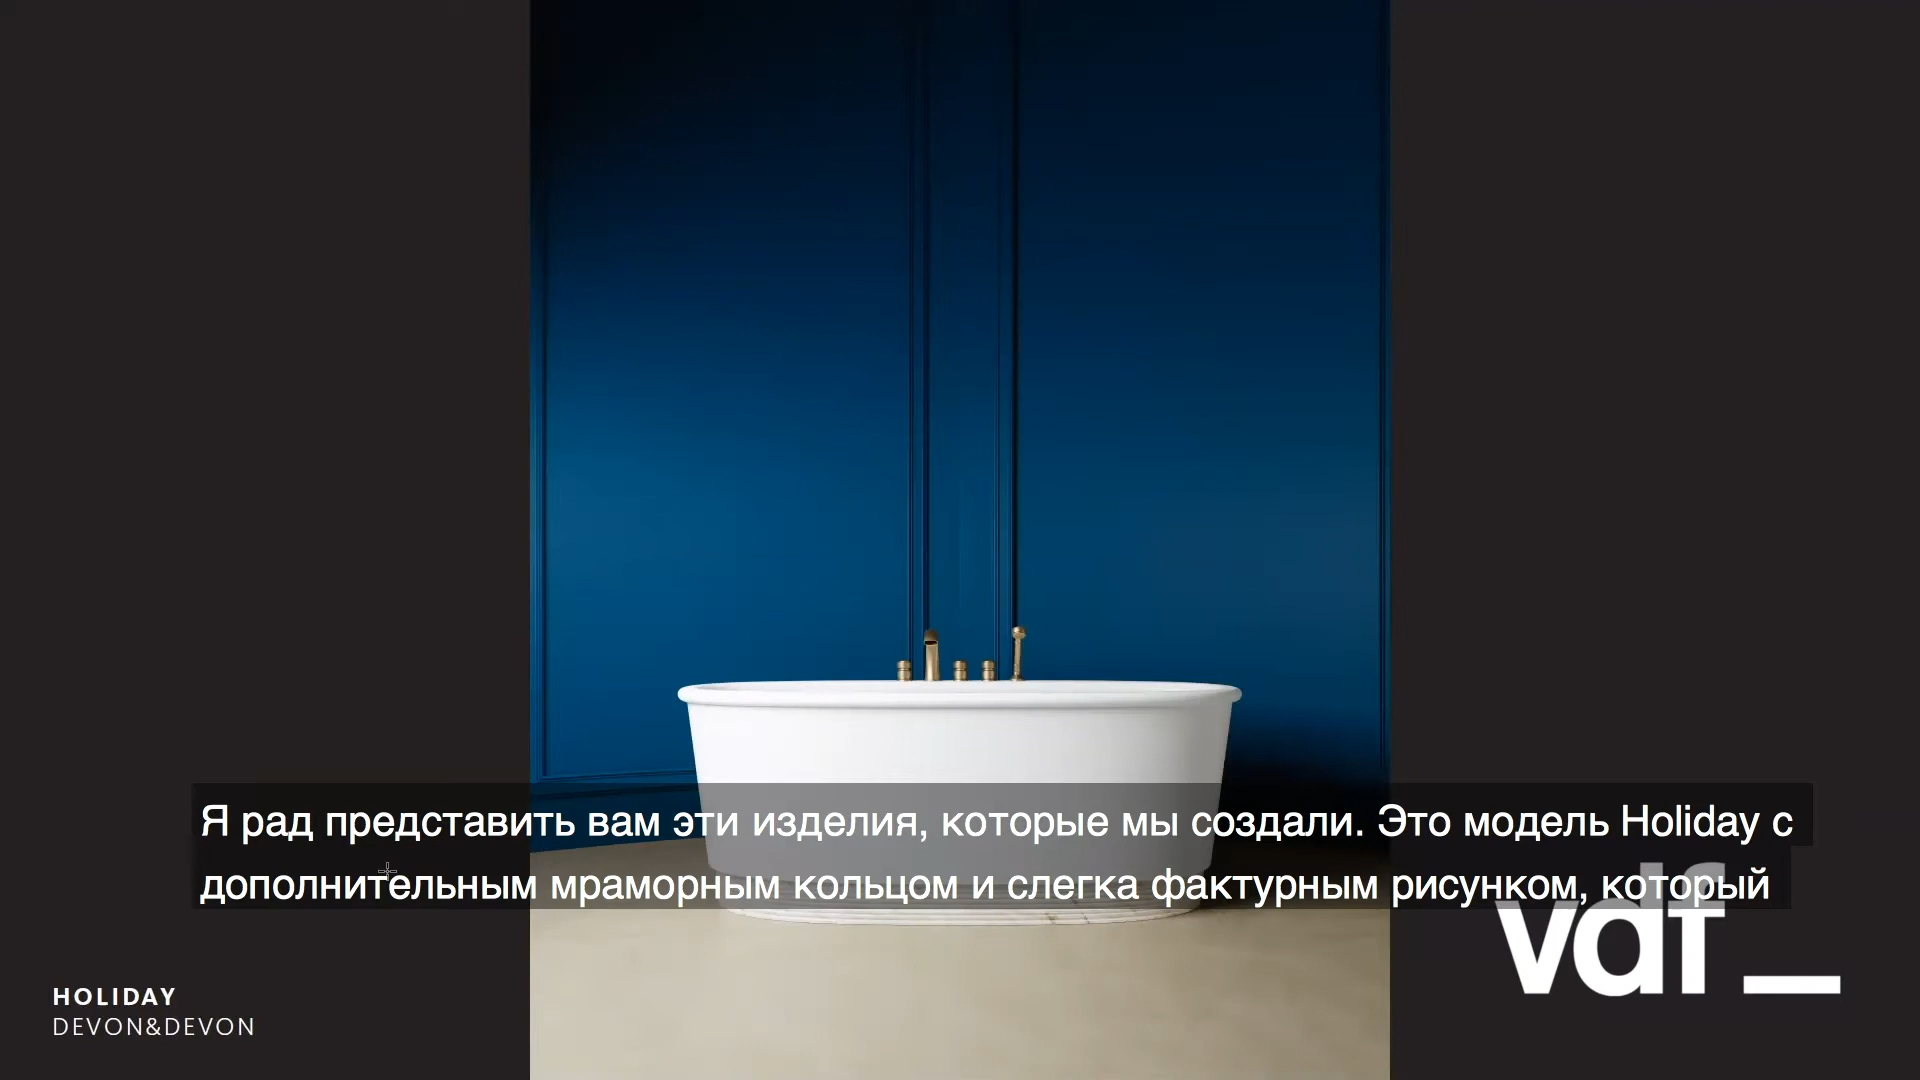 Я рад представить вам эти изделия, которые мы создали. Это модель Holiday с
дополнительным мраморным кольцом и слегка фактурным рисунком, который
vdf_
HOLIDAY
DEVON&DEVON